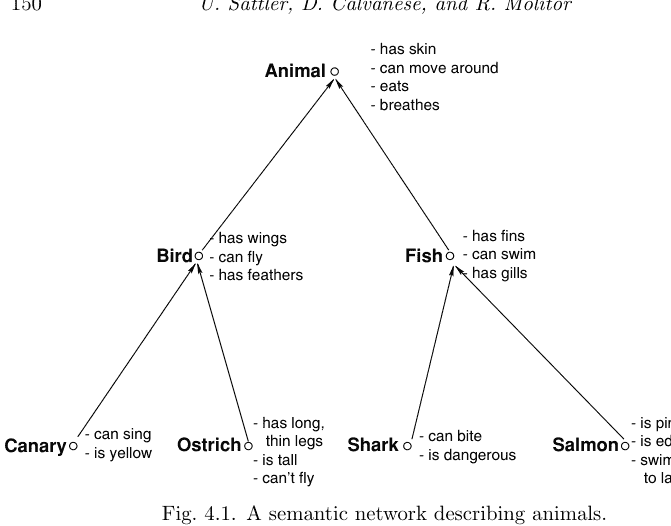 150 U. Sattler, D. Calvanese, and R. Molitor
Animal
- has skin
- can move around
- eats
- breathes
Bird
- has wings
- can fly
- has feathers
Fish
- has fins
- can swim
- has gills
Canary
- can sing
- is yellow
Ostrich
- has long,
thin legs
- is tall
- can't fly
Shark
- can bite
- is dangerous
Salmon
- is
- is
-
to
Fig. 4.1. A semantic network describing animals.